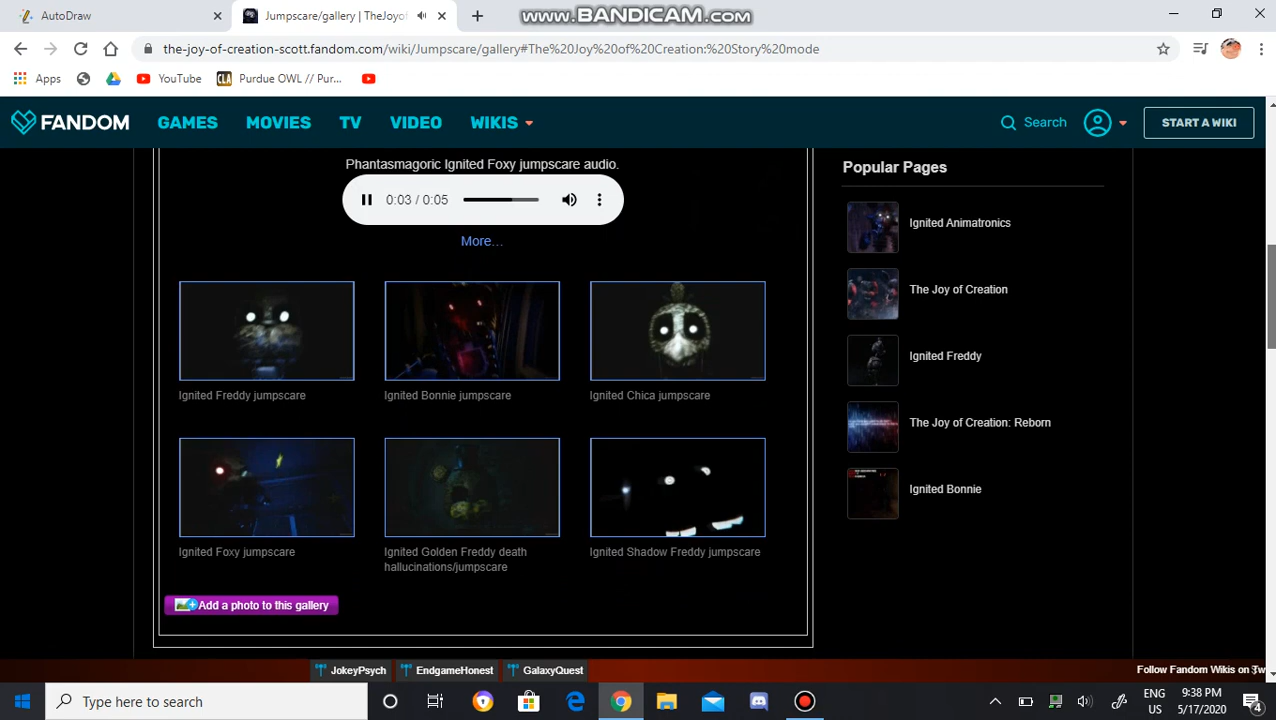 AutoDraw
Jumpscare/gallery | TheJoyof
www.BANDICAM.com
the-joy-of-creation-scott.fandom.com/wiki/Jumpscare/gallery#The%20Joy%20of%20Creation:%20Story%20mode
Apps
YouTube
CLA
Purdue OWL // Pur...
FANDOM
GAMES
MOVIES
TV
VIDEO
WIKIS
Search
START A WIKI
Phantasmagoric Ignited Foxy jumpscare audio.
0:03 / 0:05
More…
Popular Pages
Ignited Animatronics
The Joy of Creation
Ignited Freddy
The Joy of Creation: Reborn
Ignited Bonnie
Ignited Freddy jumpscare
Ignited Bonnie jumpscare
Ignited Chica jumpscare
Ignited Foxy jumpscare
Ignited Golden Freddy death
hallucinations/jumpscare
Ignited Shadow Freddy jumpscare
Add a photo to this gallery
JokeyPsych
EndgameHonest
GalaxyQuest
Follow Fandom Wikis on Tw
Type here to search
ENG
US
9:38 PM
5/17/2020
4